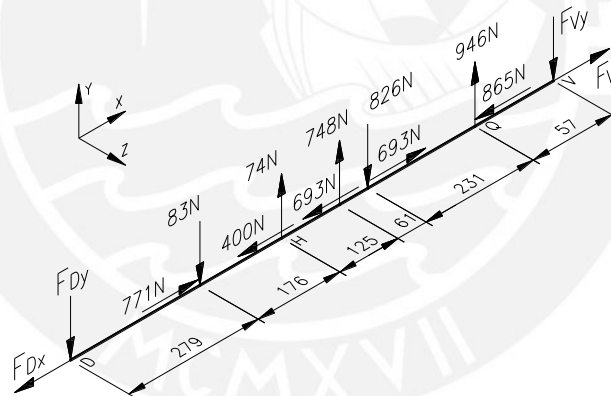 FVy
946N
FV
865N
826N
Y
X
Z
748N
693N
74N
693N
83N
400N
771N
FDy
FDx
D
H
Q
V
279
176
125
61
231
57
MCMXVII